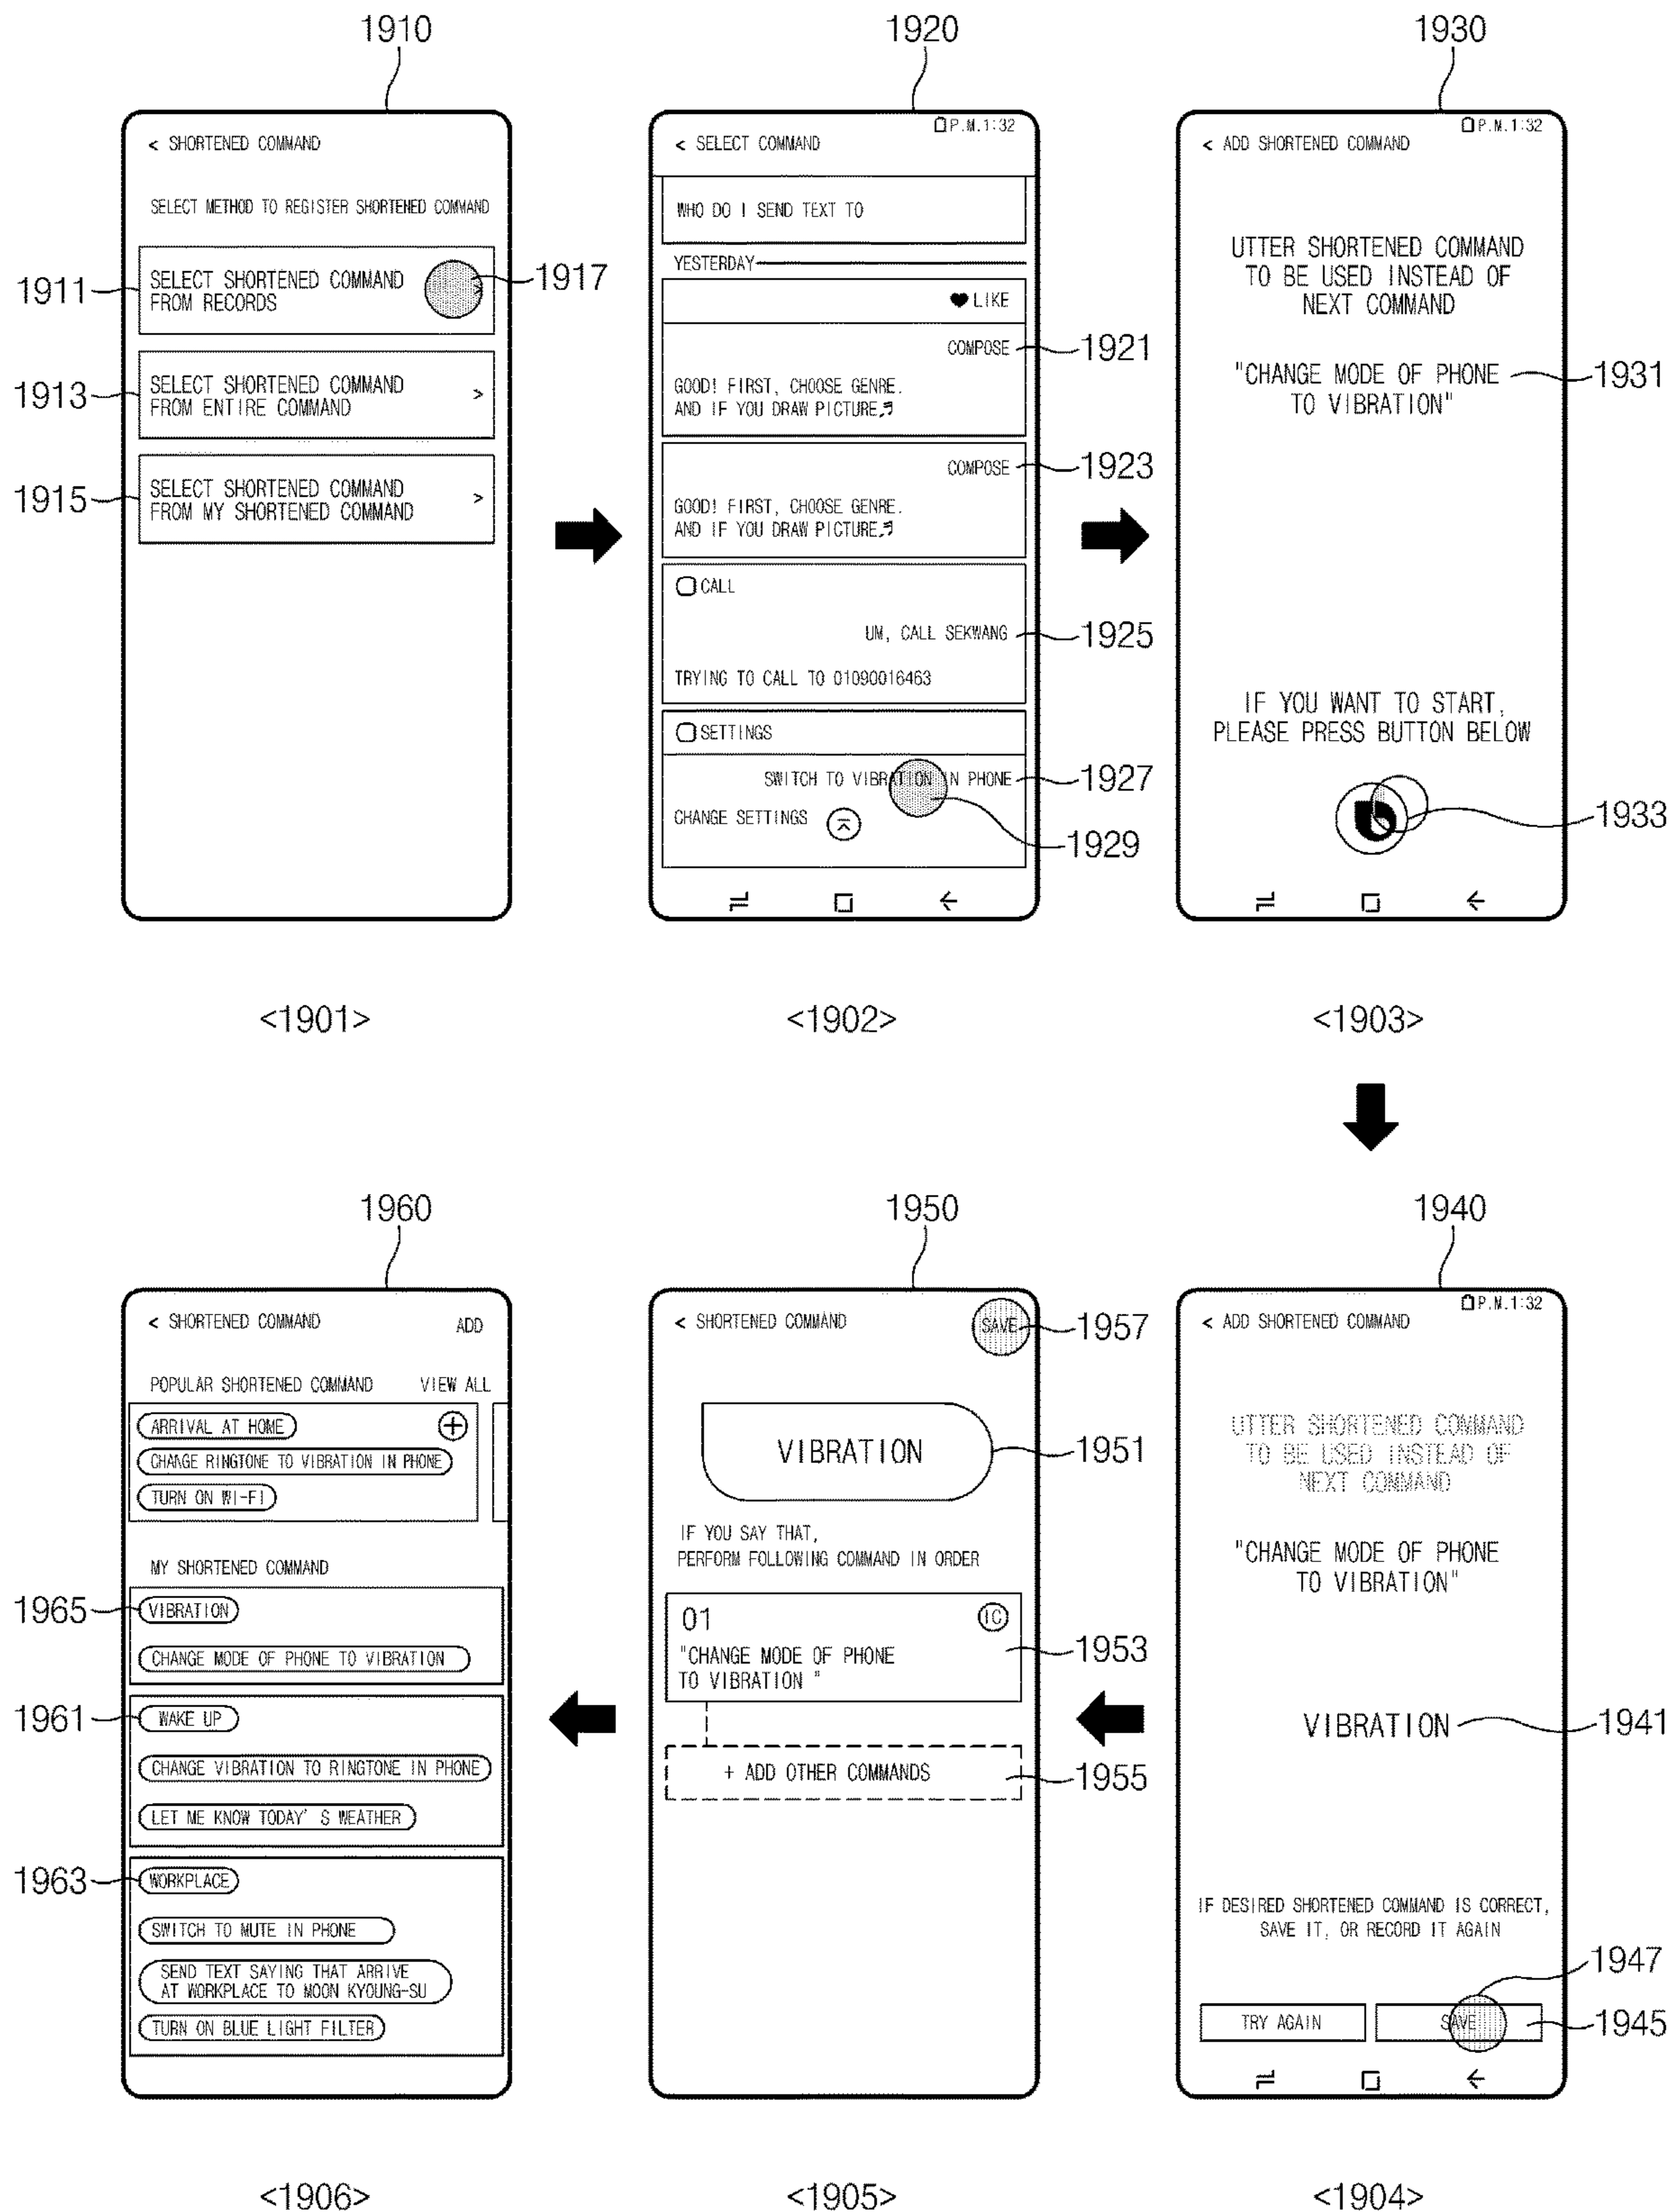 1910
1920
1930
< SHORTENED COMMAND
SELECT METHOD TO REGISTER SHORTENED COMMAND
1911
SELECT SHORTENED COMMAND
FROM RECORDS
>
1917
1913
SELECT SHORTENED COMMAND
FROM ENTIRE COMMAND
>
1915
SELECT SHORTENED COMMAND
FROM MY SHORTENED COMMAND
>
<1901>
P.M.1:32
< SELECT COMMAND
WHO DO I SEND TEXT TO
YESTERDAY
♥ LIKE
COMPOSE
1921
GOOD! FIRST, CHOOSE GENRE.
AND IF YOU DRAW PICTURE♬
COMPOSE
1923
GOOD! FIRST, CHOOSE GENRE.
AND IF YOU DRAW PICTURE♬
CALL
UM, CALL SEKWANG
1925
TRYING TO CALL TO 01090016463
SETTINGS
SWITCH TO VIBRATION IN PHONE
1927
CHANGE SETTINGS
1929
<1902>
P.M.1:32
< ADD SHORTENED COMMAND
UTTER SHORTENED COMMAND
TO BE USED INSTEAD OF
NEXT COMMAND
"CHANGE MODE OF PHONE
TO VIBRATION"
1931
IF YOU WANT TO START,
PLEASE PRESS BUTTON BELOW
1933
<1903>
1960
1950
1940
< SHORTENED COMMAND
ADD
POPULAR SHORTENED COMMAND
VIEW ALL
ARRIVAL AT HOME
+
CHANGE RINGTONE TO VIBRATION IN PHONE
TURN ON WI-FI
MY SHORTENED COMMAND
1965
VIBRATION
CHANGE MODE OF PHONE TO VIBRATION
1961
WAKE UP
CHANGE VIBRATION TO RINGTONE IN PHONE
LET ME KNOW TODAY' S WEATHER
1963
WORKPLACE
SWITCH TO MUTE IN PHONE
SEND TEXT SAYING THAT ARRIVE
AT WORKPLACE TO MOON KYOUNG-SU
TURN ON BLUE LIGHT FILTER
<1906>
< SHORTENED COMMAND
SAVE
1957
VIBRATION
1951
IF YOU SAY THAT,
PERFORM FOLLOWING COMMAND IN ORDER
01
IC
"CHANGE MODE OF PHONE
TO VIBRATION "
1953
+ ADD OTHER COMMANDS
1955
<1905>
P.M.1:32
< ADD SHORTENED COMMAND
UTTER SHORTENED COMMAND
TO BE USED INSTEAD OF
NEXT COMMAND
"CHANGE MODE OF PHONE
TO VIBRATION"
VIBRATION
1941
IF DESIRED SHORTENED COMMAND IS CORRECT,
SAVE IT, OR RECORD IT AGAIN
1947
TRY AGAIN
SAVE
1945
<1904>